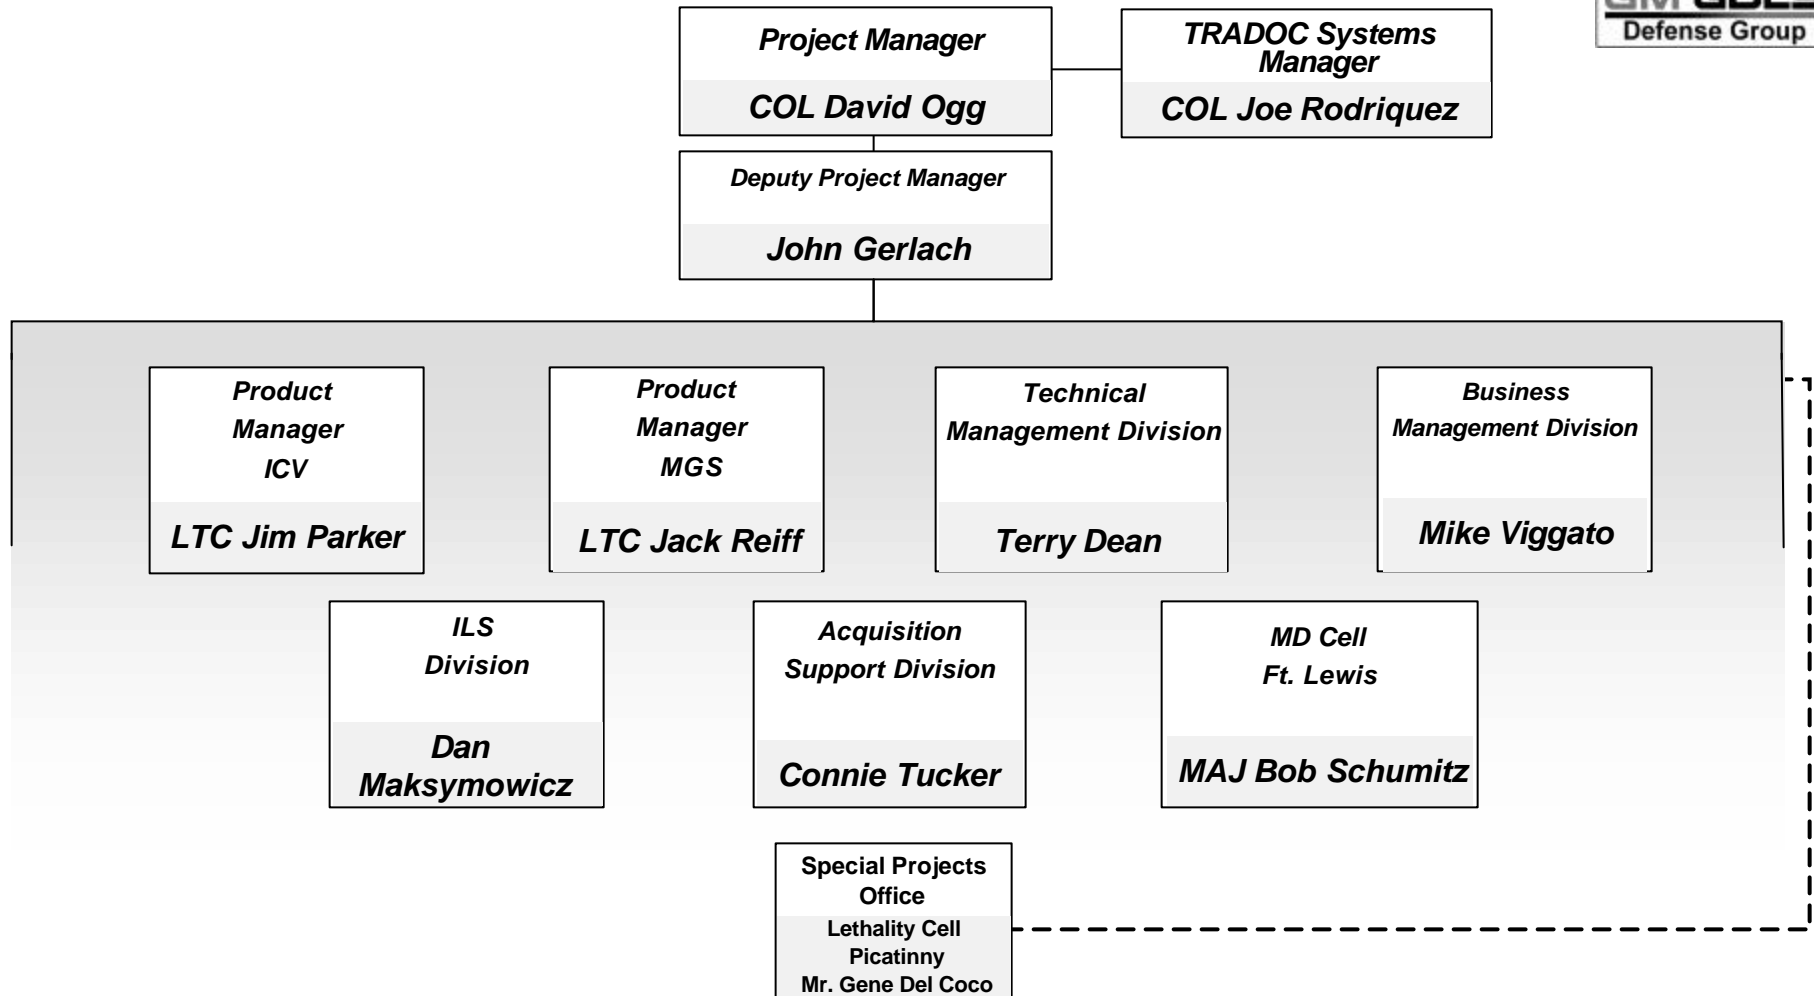 GM GDLS
Defense Group
Project Manager
COL David Ogg
TRADOC Systems
Manager
COL Joe Rodriquez
Deputy Project Manager
John Gerlach
Product
Manager
ICV
LTC Jim Parker
Product
Manager
MGS
LTC Jack Reiff
Technical
Management Division
Terry Dean
Business
Management Division
Mike Viggato
ILS
Division
Dan
Maksymowicz
Acquisition
Support Division
Connie Tucker
MD Cell
Ft. Lewis
MAJ Bob Schumitz
Special Projects
Office
Lethality Cell
Picatinny
Mr. Gene Del Coco